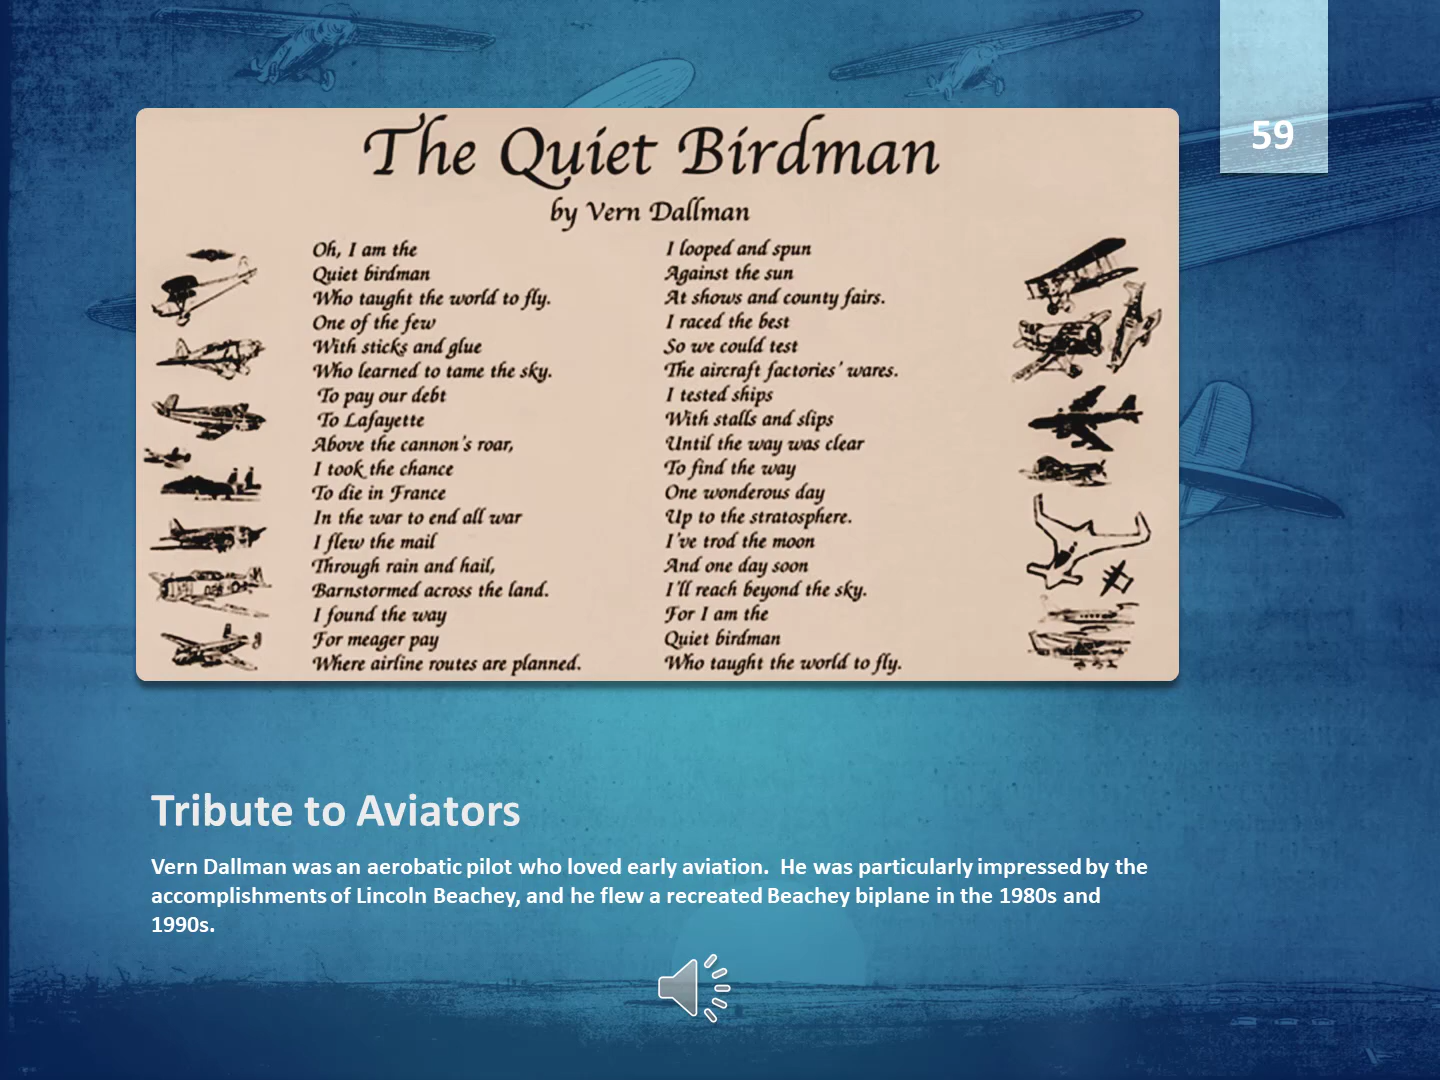 59
The Quiet Birdman
by Vern Dallman
Oh, I am the
Quiet birdman
Who taught the world to fly.
One of the few
With sticks and glue
Who learned to tame the sky.
To pay our debt
To Lafayette
Above the cannon's roar,
I took the chance
To die in France
In the war to end all war
I flew the mail
Through rain and hail,
Barnstormed across the land.
I found the way
For meager pay
Where airline routes are planned.
I looped and spun
Against the sun
At shows and county fairs.
I raced the best
So we could test
The aircraft factories' wares.
I tested ships
With stalls and slips
Until the way was clear
To find the way
One wonderous day
Up to the stratosphere.
I've trod the moon
And one day soon
I'll reach beyond the sky.
For I am the
Quiet birdman
Who taught the world to fly.
Tribute to Aviators
Vern Dallman was an aerobatic pilot who loved early aviation.  He was particularly impressed by the
accomplishments of Lincoln Beachey, and he flew a recreated Beachey biplane in the 1980s and
1990s.